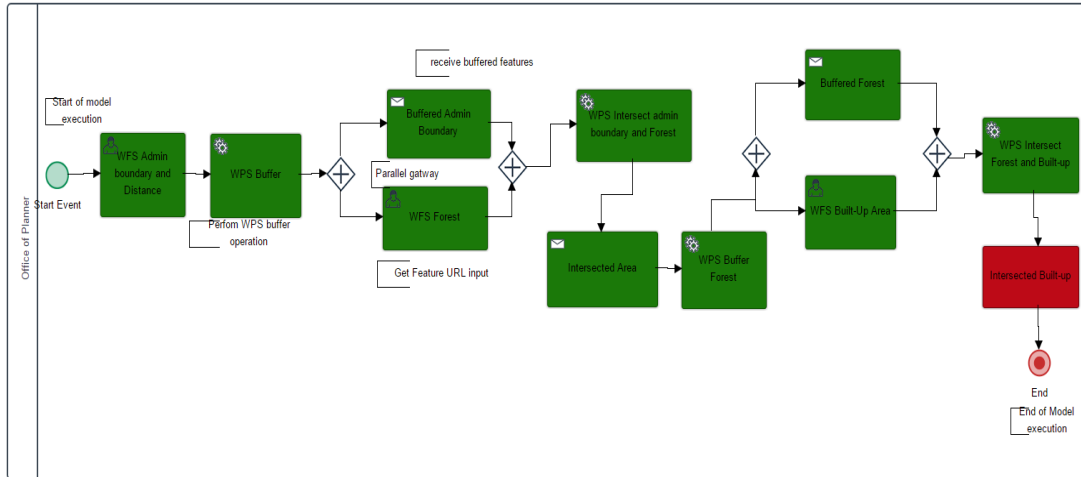 Office of Planner
Start of model
execution
Start Event
WFS Admin
boundary and
Distance
WPS Buffer
Perfom WPS buffer
operation
receive buffered features
Buffered Admin
Boundary
Parallel gatway
WFS Forest
Get Feature URL input
WPS Intersect admin
boundary and Forest
Intersected Area
WPS Buffer
Forest
Buffered Forest
WFS Built-Up Area
WPS Intersect
Forest and Built-up
Intersected Built-up
End
End of Model
execution